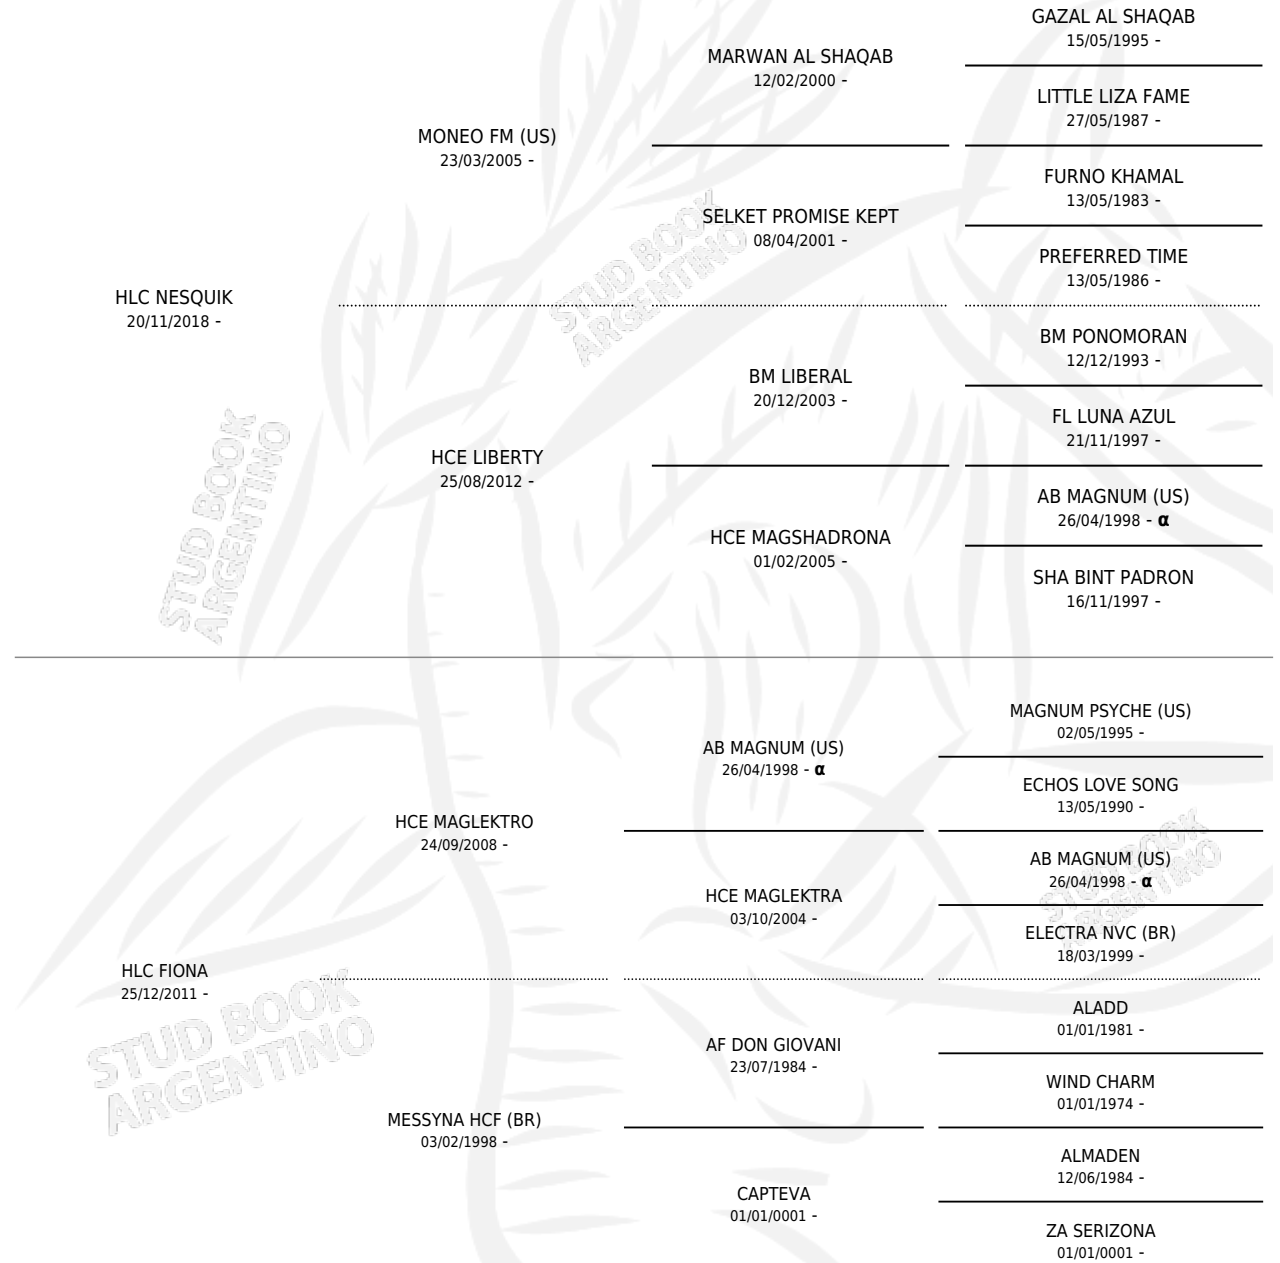 GAZAL AL SHAQAB
15/05/1995 -
MARWAN AL SHAQAB
12/02/2000 -
LITTLE LIZA FAME
27/05/1987 -
MONEO FM (US)
23/03/2005 -
FURNO KHAMAL
13/05/1983 -
SELKET PROMISE KEPT
08/04/2001 -
PREFERRED TIME
13/05/1986 -
HLC NESQUIK
20/11/2018 -
BM PONOMORAN
12/12/1993 -
BM LIBERAL
20/12/2003 -
FL LUNA AZUL
21/11/1997 -
HCE LIBERTY
25/08/2012 -
AB MAGNUM (US)
26/04/1998 - α
HCE MAGSHADRONA
01/02/2005 -
SHA BINT PADRON
16/11/1997 -
STUD BOOK
ARGENTINO
STUD BOOK
ARGENTINO
MAGNUM PSYCHE (US)
02/05/1995 -
AB MAGNUM (US)
26/04/1998 - α
ECHOS LOVE SONG
13/05/1990 -
HCE MAGLEKTRO
24/09/2008 -
AB MAGNUM (US)
26/04/1998 - α
HCE MAGLEKTRA
03/10/2004 -
ELECTRA NVC (BR)
18/03/1999 -
HLC FIONA
25/12/2011 -
ALADD
01/01/1981 -
AF DON GIOVANI
23/07/1984 -
WIND CHARM
01/01/1974 -
MESSYNA HCF (BR)
03/02/1998 -
ALMADEN
12/06/1984 -
CAPTEVA
01/01/0001 -
ZA SERIZONA
01/01/0001 -
STUD BOOK
ARGENTINO
STUD BOOK
ARGENTINO